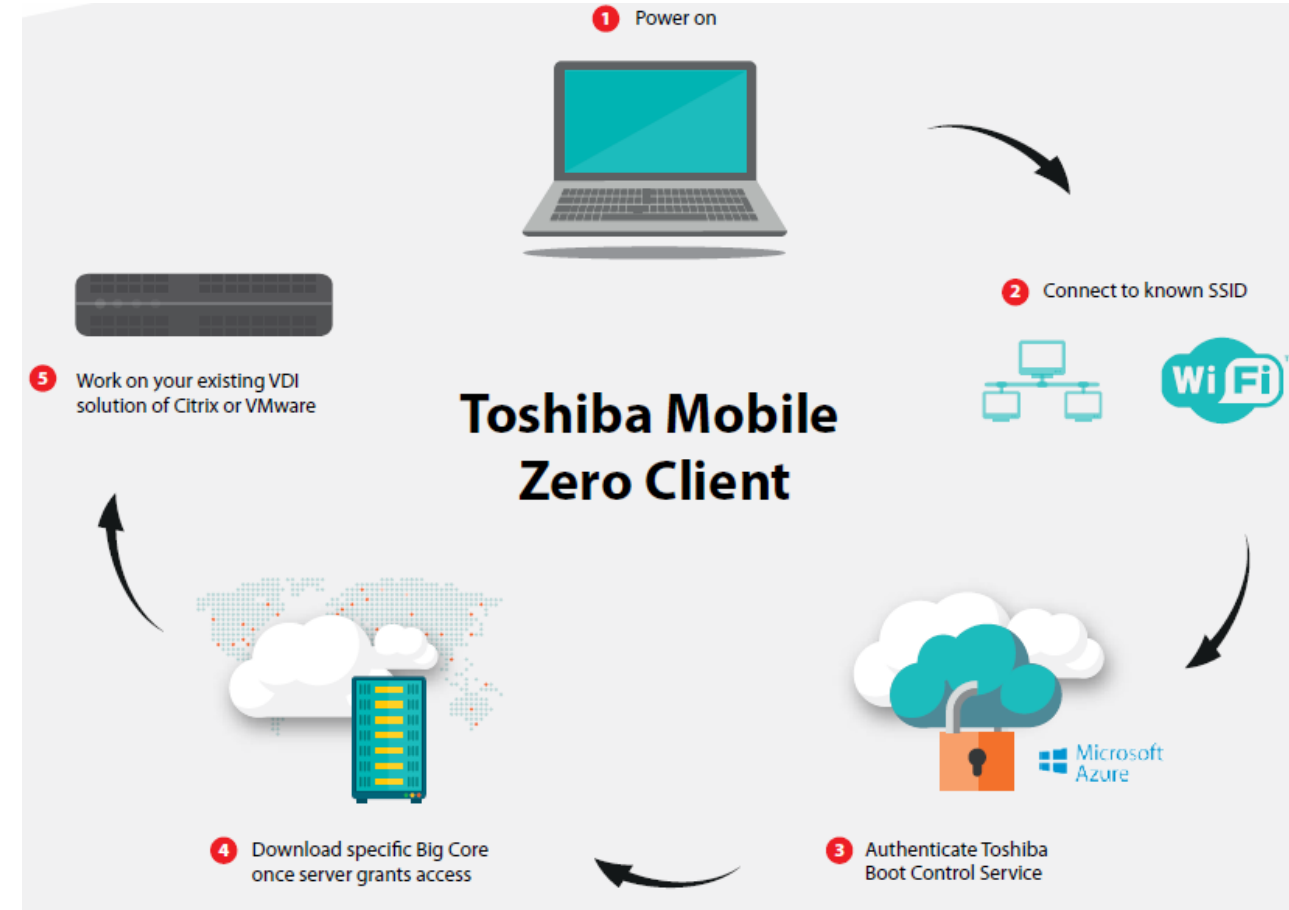 1 Power on
2 Connect to known SSID
Wi Fi
5 Work on your existing VDI
solution of Citrix or VMware
Toshiba Mobile
Zero Client
Microsoft
Azure
4 Download specific Big Core
once server grants access
3 Authenticate Toshiba
Boot Control Service